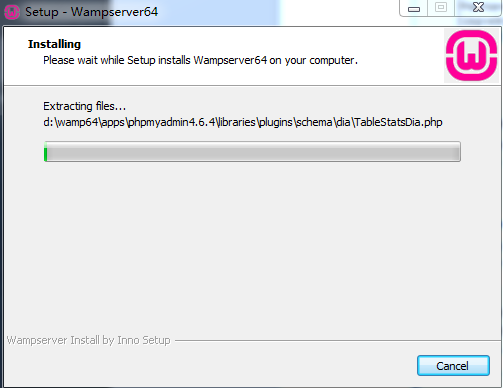 Setup - Wampserver64
Installing
Please wait while Setup installs Wampserver64 on your computer.
Extracting files...
d:\wamp64\apps\phpmyadmin4.6.4\libraries\plugins\schema\dia\TableStatsDia.php
Wampserver Install by Inno Setup
Cancel